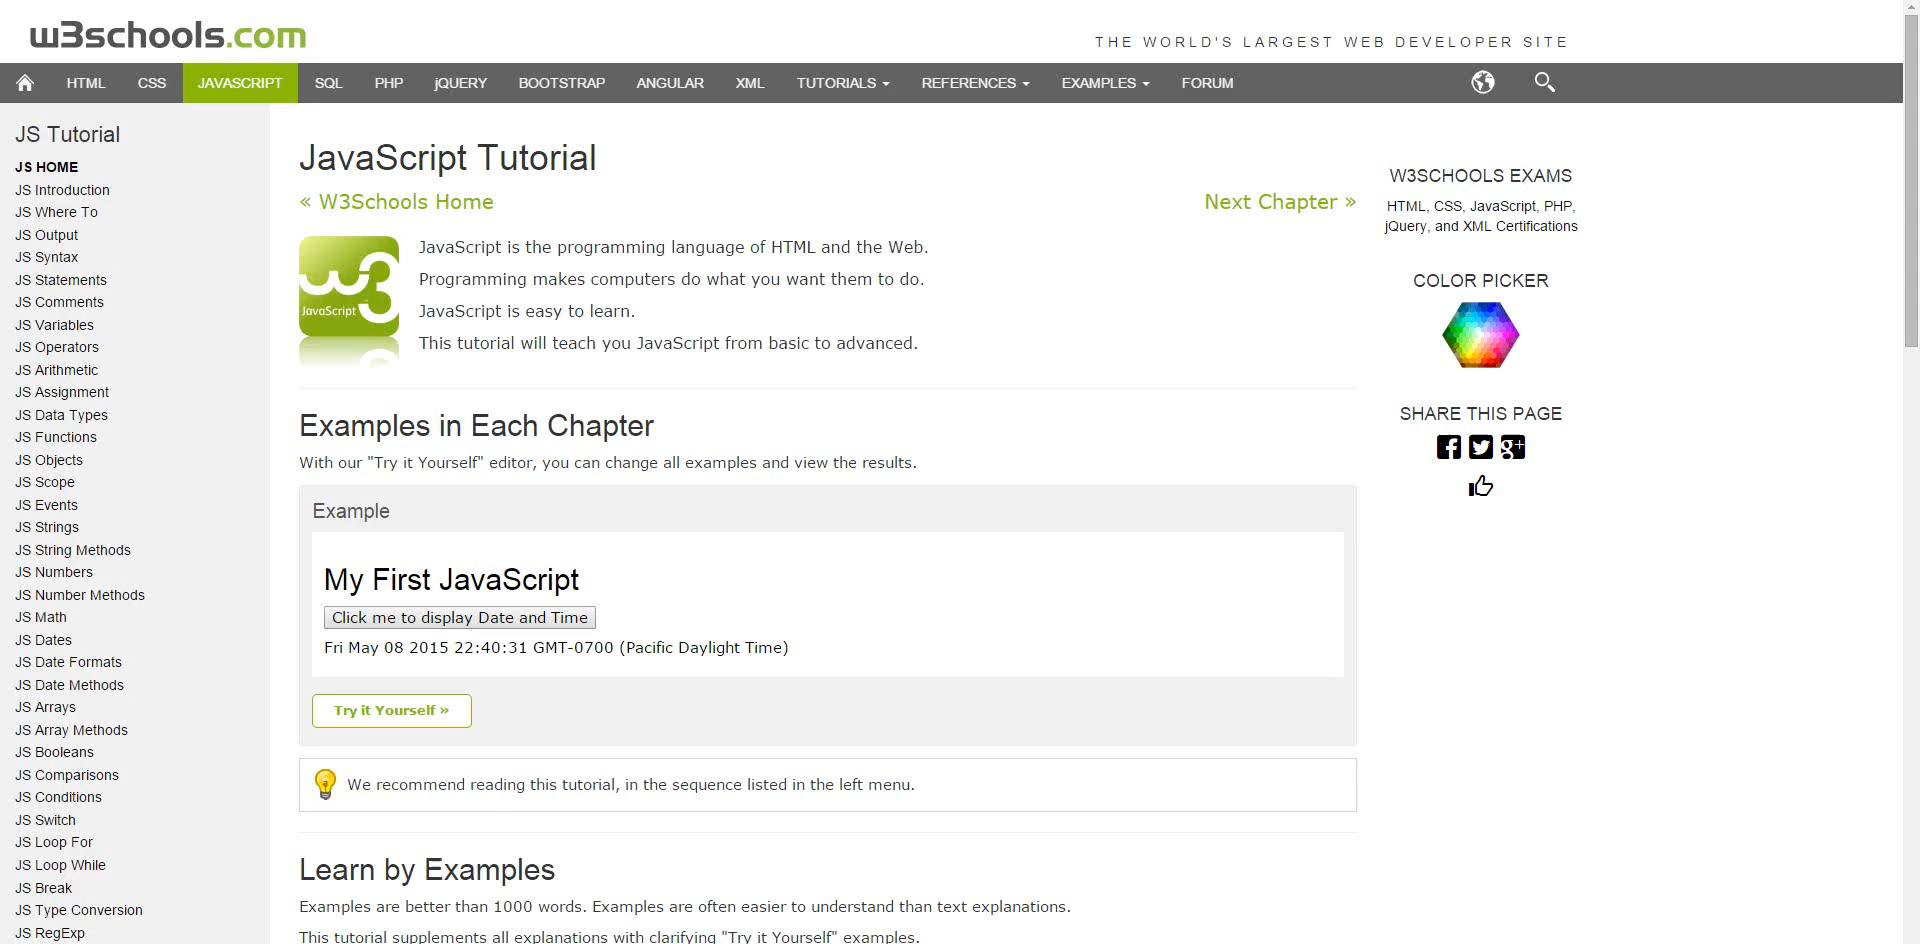 w3schools.com
THE WORLD'S LARGEST WEB DEVELOPER SITE
HTML CSS JAVASCRIPT SQL PHP jQUERY BOOTSTRAP ANGULAR XML TUTORIALS REFERENCES EXAMPLES FORUM
JS Tutorial
JS HOME
JS Introduction
JS Where To
JS Output
JS Syntax
JS Statements
JS Comments
JS Variables
JS Operators
JS Arithmetic
JS Assignment
JS Data Types
JS Functions
JS Objects
JS Scope
JS Events
JS Strings
JS String Methods
JS Numbers
JS Number Methods
JS Math
JS Dates
JS Date Formats
JS Date Methods
JS Arrays
JS Array Methods
JS Booleans
JS Comparisons
JS Conditions
JS Switch
JS Loop For
JS Loop While
JS Break
JS Type Conversion
JS RegExp
JavaScript Tutorial
« W3Schools Home
Next Chapter »
w3
JavaScript
JavaScript is the programming language of HTML and the Web.
Programming makes computers do what you want them to do.
JavaScript is easy to learn.
This tutorial will teach you JavaScript from basic to advanced.
Examples in Each Chapter
With our "Try it Yourself" editor, you can change all examples and view the results.
Example
My First JavaScript
Click me to display Date and Time
Fri May 08 2015 22:40:31 GMT-0700 (Pacific Daylight Time)
Try it Yourself »
We recommend reading this tutorial, in the sequence listed in the left menu.
Learn by Examples
Examples are better than 1000 words. Examples are often easier to understand than text explanations.
This tutorial supplements all explanations with clarifying "Try it Yourself" examples.
W3SCHOOLS EXAMS
HTML, CSS, JavaScript, PHP,
jQuery, and XML Certifications
COLOR PICKER
SHARE THIS PAGE